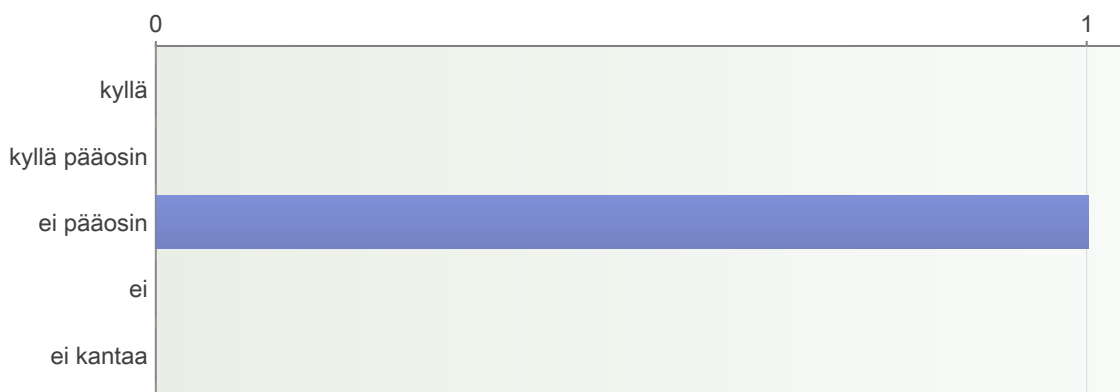 0 1
kyllä
kyllä pääosin
ei pääosin
ei
ei kantaa